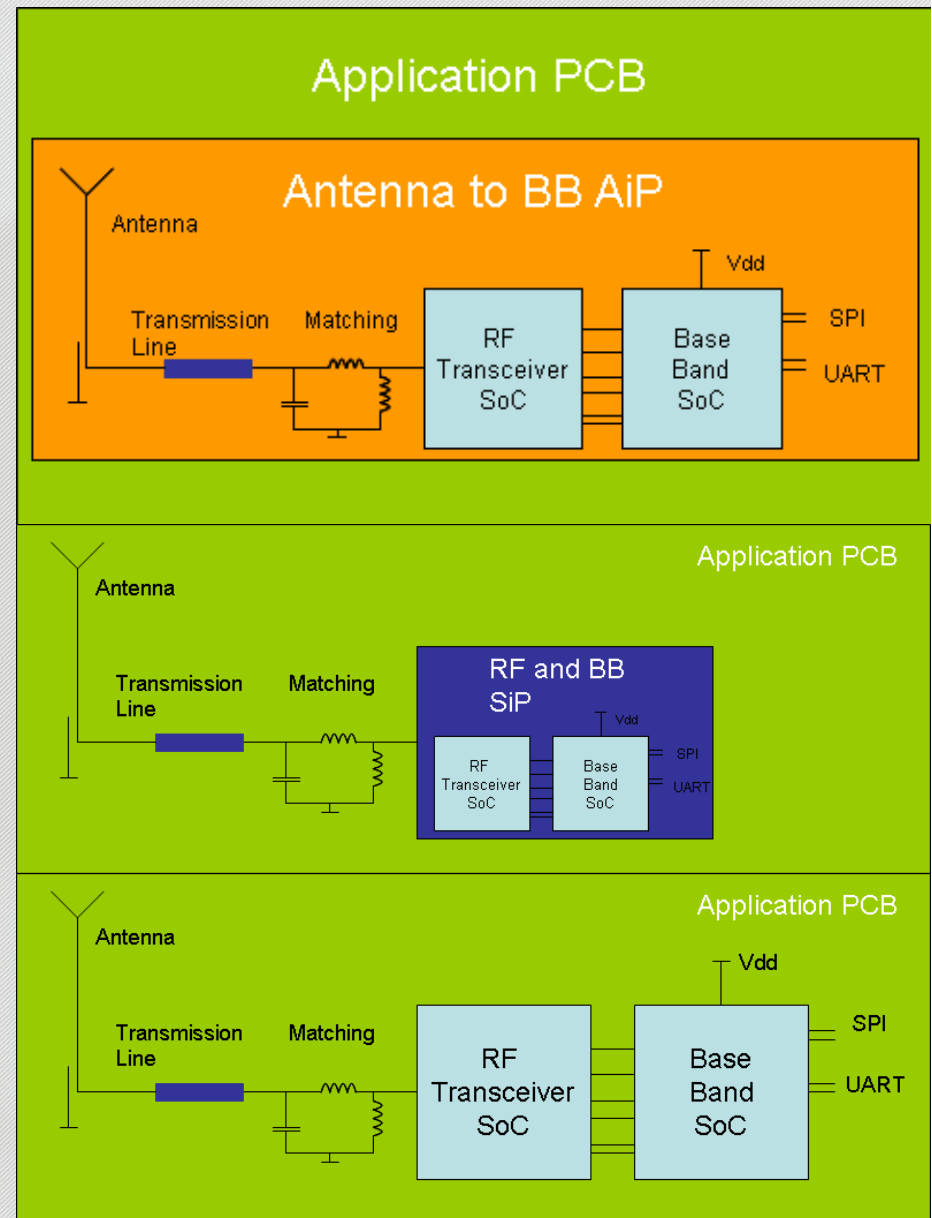 Application PCB
Antenna to BB AiP
Antenna
Vdd
Transmission
Line
Matching
RF
Transceiver
SoC
Base
Band
SoC
SPI
UART
Application PCB
Antenna
Transmission
Line
Matching
RF and BB
SiP
Vdd
RF
Transceiver
SoC
Base
Band
SoC
SPI
UART
Application PCB
Antenna
Vdd
Transmission
Line
Matching
RF
Transceiver
SoC
Base
Band
SoC
SPI
UART